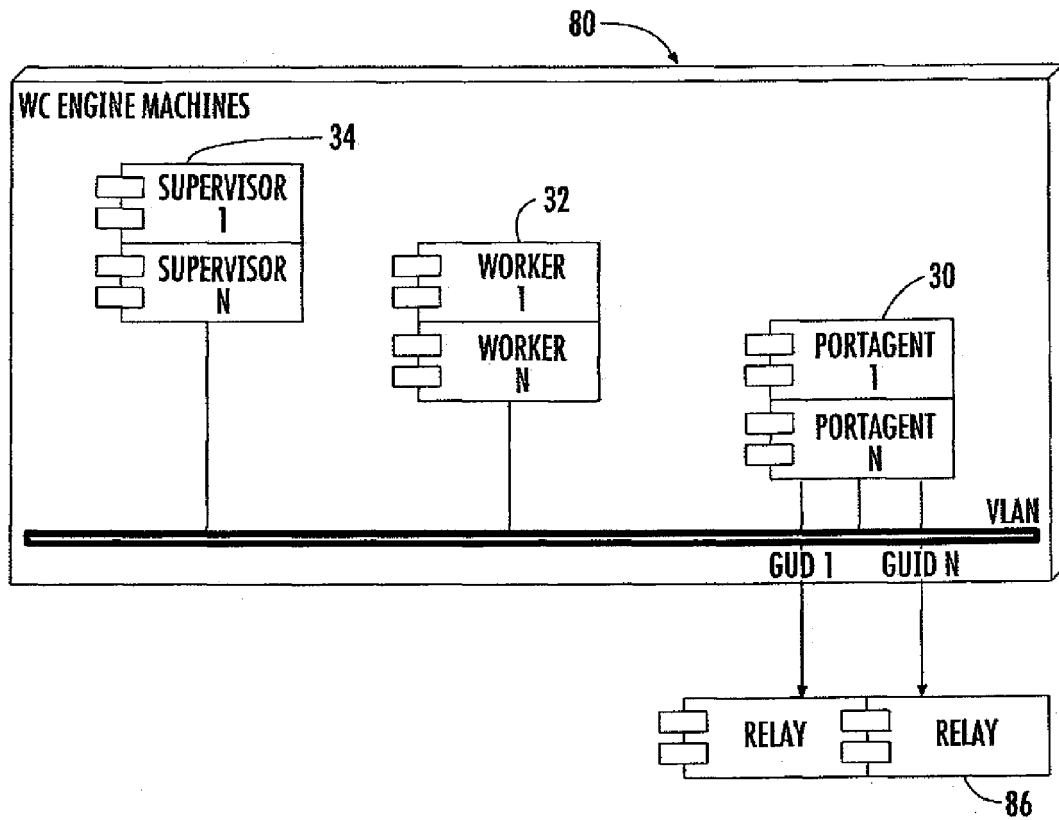 80
WC ENGINE MACHINES
34
SUPERVISOR
1
SUPERVISOR
N
32
WORKER
1
WORKER
N
30
PORTAGENT
1
PORTAGENT
N
VLAN
GUD 1
GUID N
RELAY
RELAY
86